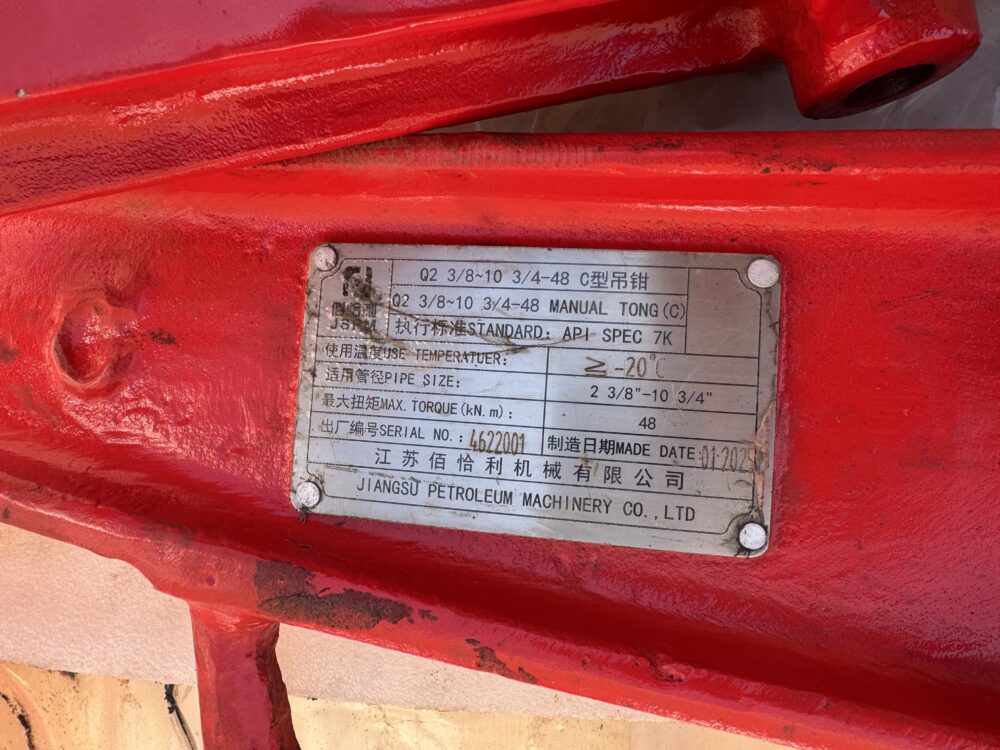 Q2 3/8~10 3/4-48 C型吊钳
Q2 3/8~10 3/4-48 MANUAL TONG(C)
JSPM
执行标准STANDARD: API SPEC 7K
使用温度USE TEMPERATUER: ≥-20℃
适用管径PIPE SIZE: 2 3/8"-10 3/4"
最大扭矩MAX. TORQUE(kN.m): 48
出厂编号SERIAL NO.: 4622001 制造日期MADE DATE:01-202
江苏佰恰利机械有限公司
JIANGSU PETROLEUM MACHINERY CO.,LTD